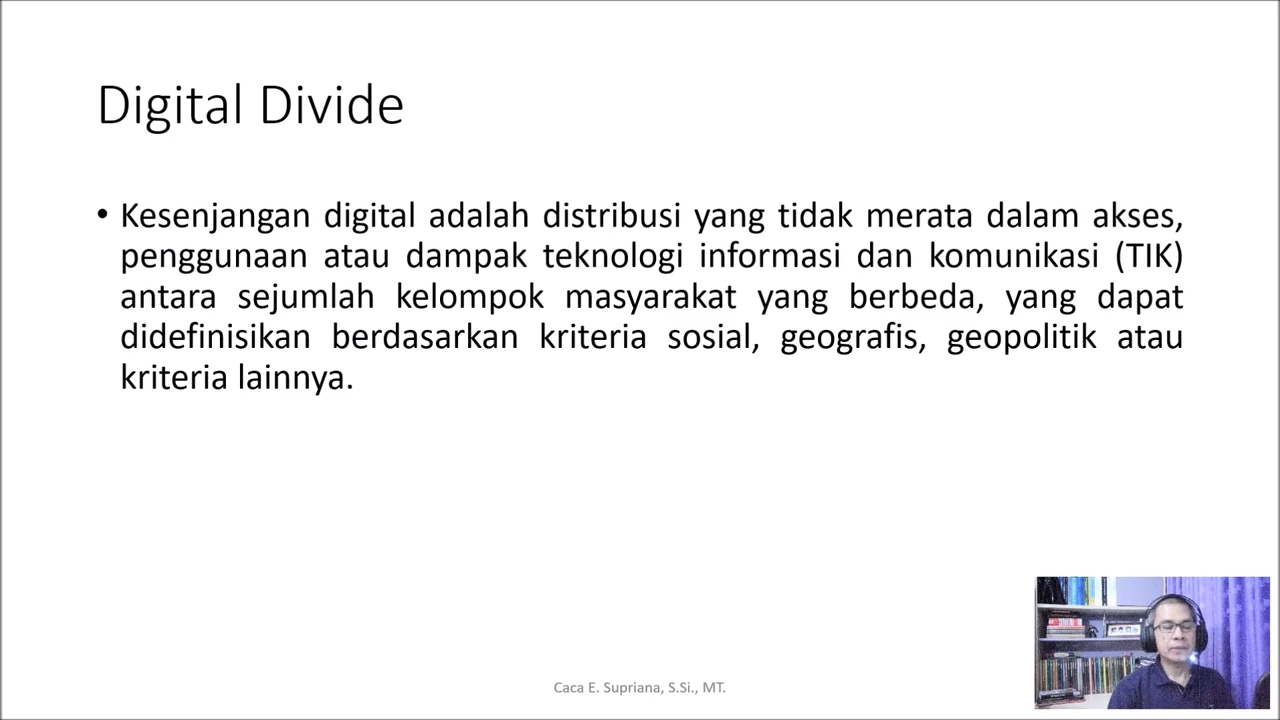 Digital Divide
• Kesenjangan digital adalah distribusi yang tidak merata dalam akses,
penggunaan atau dampak teknologi informasi dan komunikasi (TIK)
antara sejumlah kelompok masyarakat yang berbeda, yang dapat
didefinisikan berdasarkan kriteria sosial, geografis, geopolitik atau
kriteria lainnya.
Caca E. Supriana, S.Si., MT.